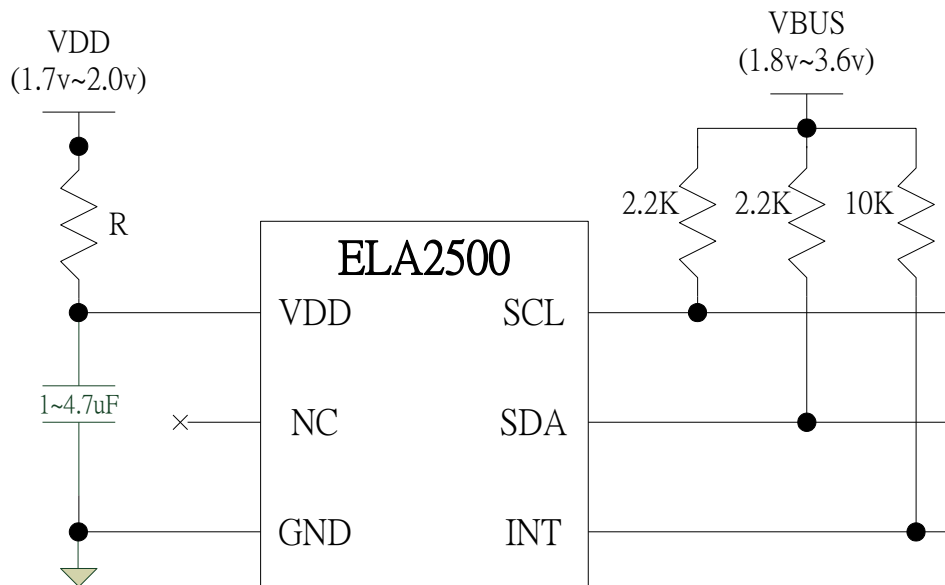 VDD
(1.7v~2.0v)
VBUS
(1.8v~3.6v)
R
2.2K
2.2K
10K
ELA2500
VDD
SCL
1~4.7uF
NC
SDA
GND
INT